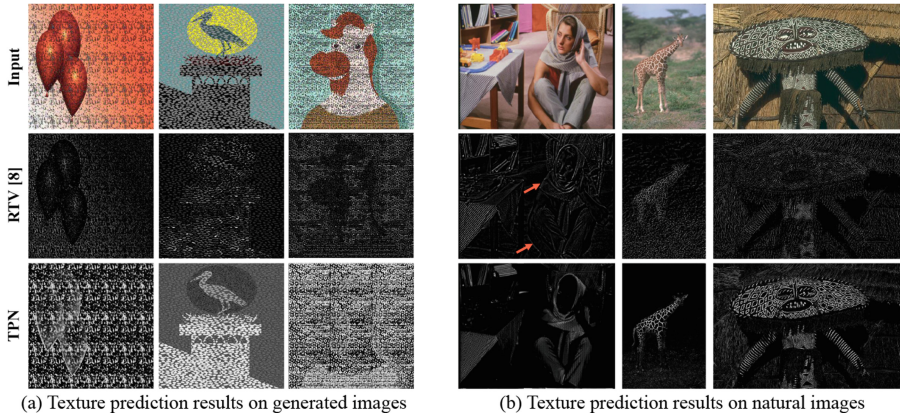 Input
RTV [8]
TPN
(a) Texture prediction results on generated images
(b) Texture prediction results on natural images